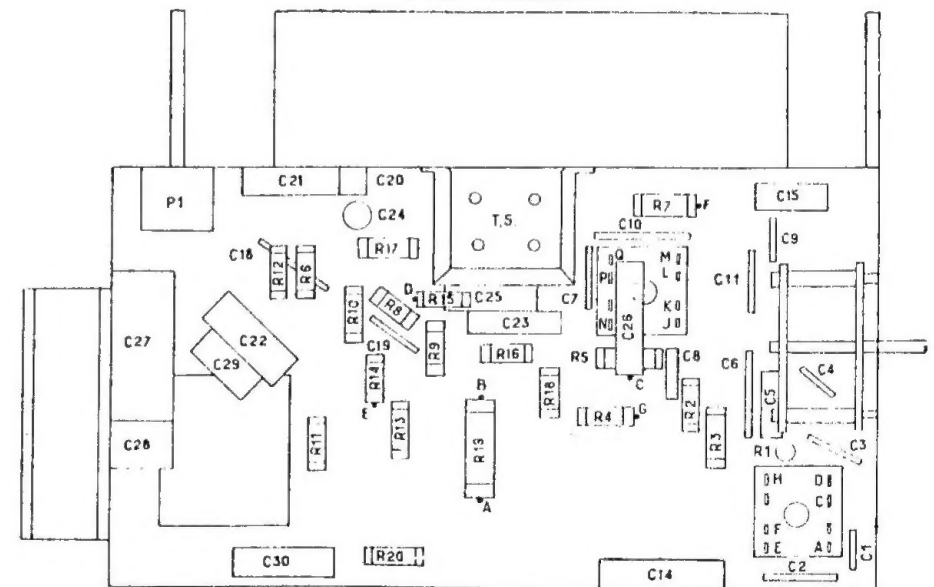 C21
C20
P1
C24
T.S.
R7
F
C15
C10
C9
C18
R12
R6
R17
Q
M
L
P
C11
D
R15
C25
C7
C26
K
N
J
R10
R8
C23
C27
C22
C19
R9
R16
R5
C8
C6
C4
C29
R14
C
C5
B
R18
R2
E
R13
R4
G
R3
C28
R11
R19
R1
C3
A
H
D
C
F
E
A
C1
C30
R20
C14
C2